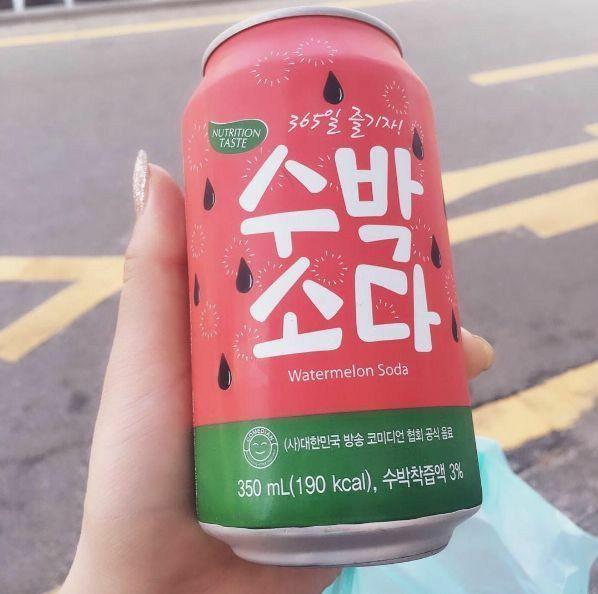 NUTRITION
TASTE
365일 즐기자!
수박
소다
Watermelon Soda
(사)대한민국 방송 코미디언 협회 공식 음료
350 mL(190 kcal), 수박착즙액 3%